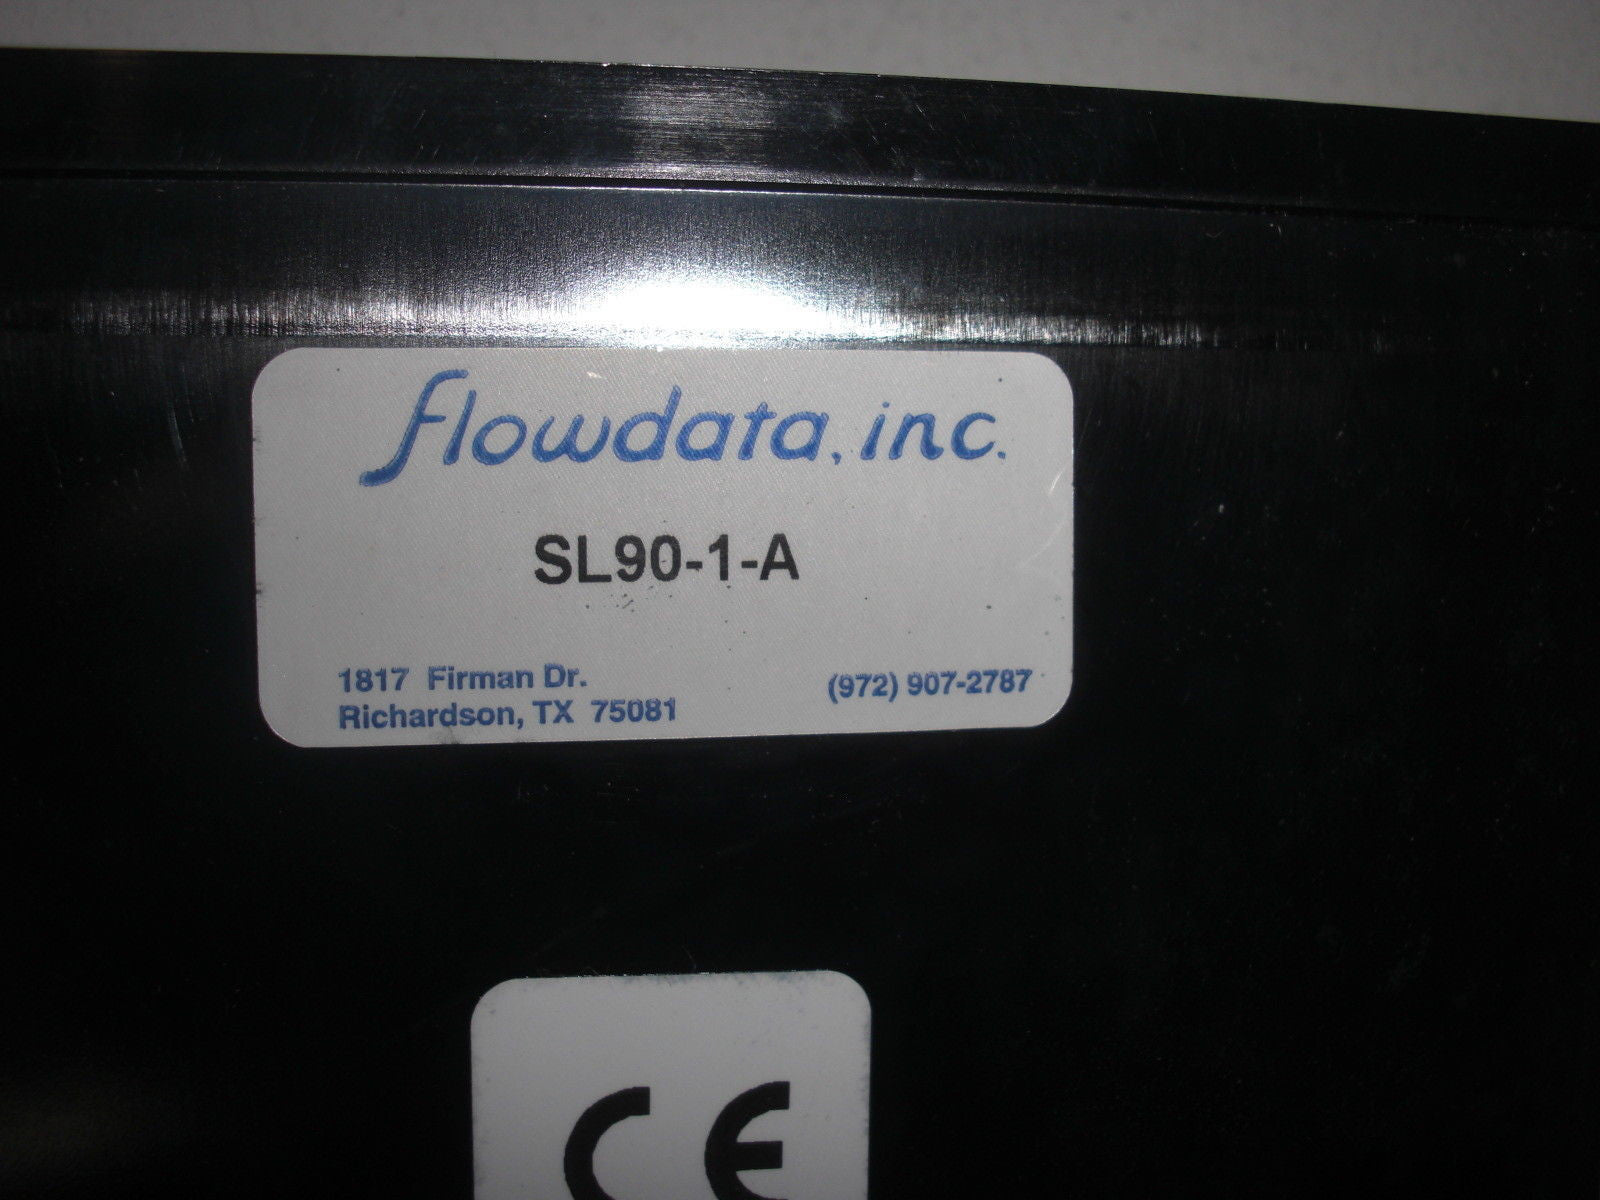 flowdata, inc.
SL90-1-A
1817 Firman Dr.
Richardson, TX 75081
(972) 907-2787
CE